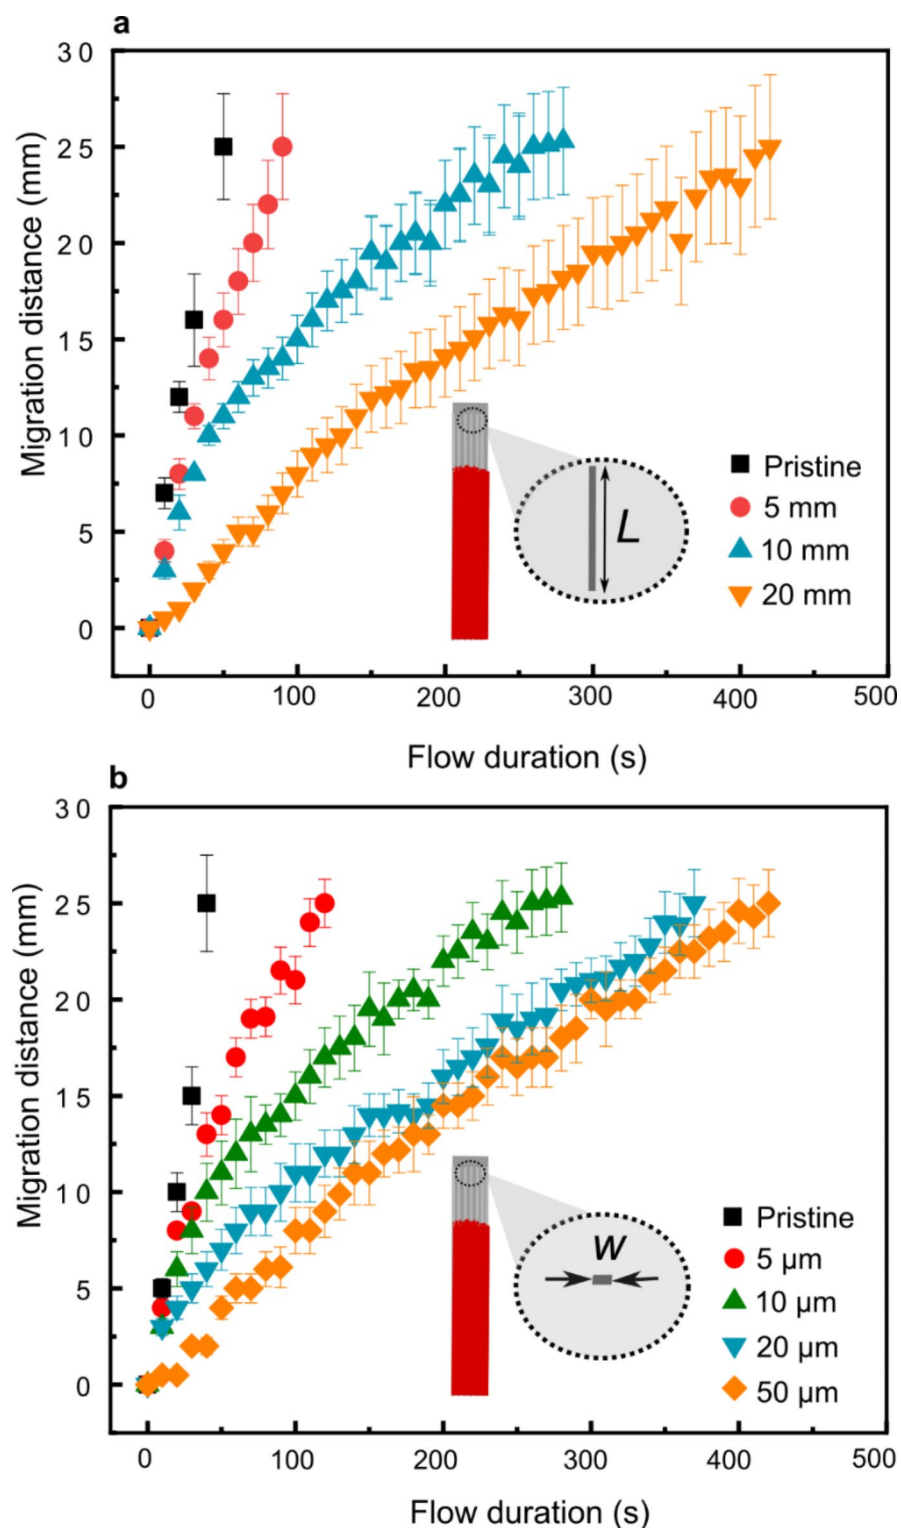 a
30
25
20
15
10
5
0
Migration distance (mm)
L
Pristine
5 mm
10 mm
20 mm
0 100 200 300 400 500
Flow duration (s)
b
30
25
20
15
10
5
0
Migration distance (mm)
W
Pristine
5 µm
10 µm
20 µm
50 µm
0 100 200 300 400 500
Flow duration (s)